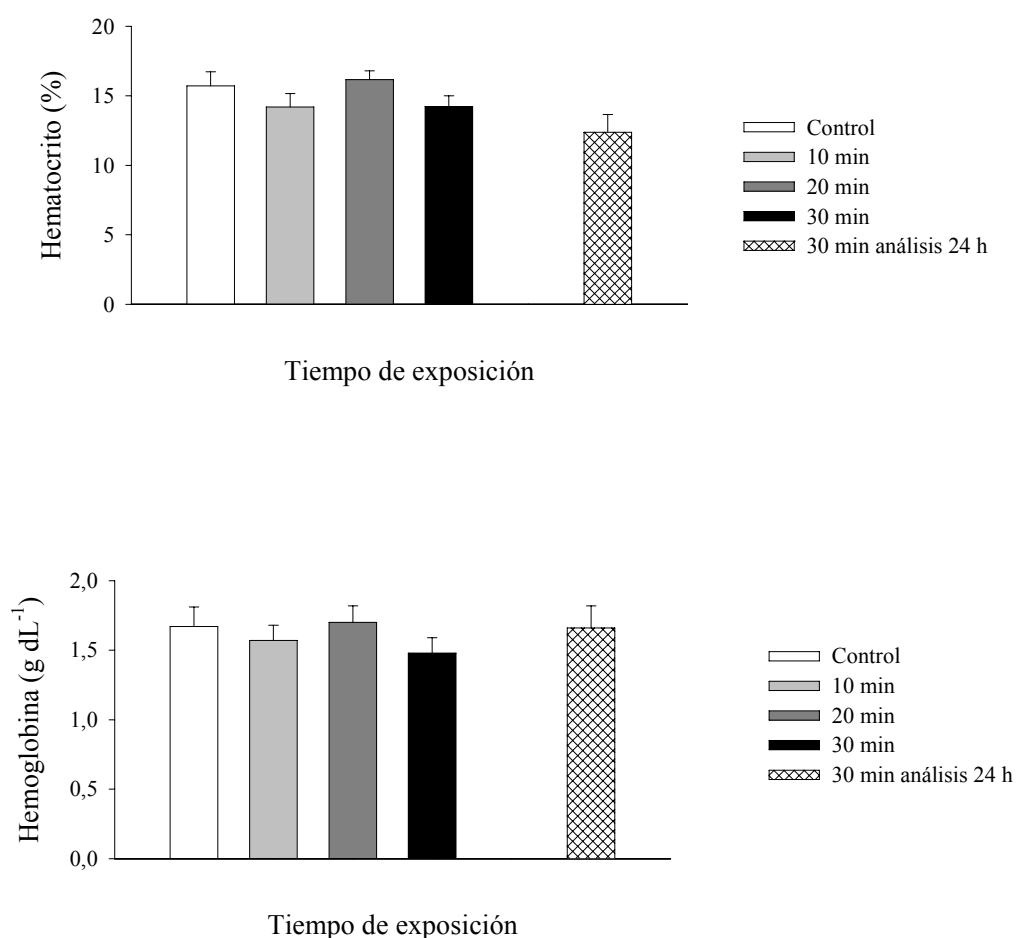 20
15
10
5
0
Hematocrito (%)
Tiempo de exposición
Control
10 min
20 min
30 min
30 min análisis 24 h
2,0
1,5
1,0
0,5
0,0
Hemoglobina (g dL⁻¹)
Tiempo de exposición
Control
10 min
20 min
30 min
30 min análisis 24 h